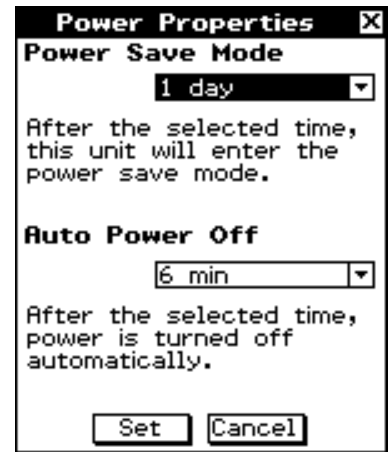 Power Properties
Power Save Mode
1 day
After the selected time,
this unit will enter the
power save mode.
Auto Power Off
6 min
After the selected time,
power is turned off
automatically.
Set Cancel